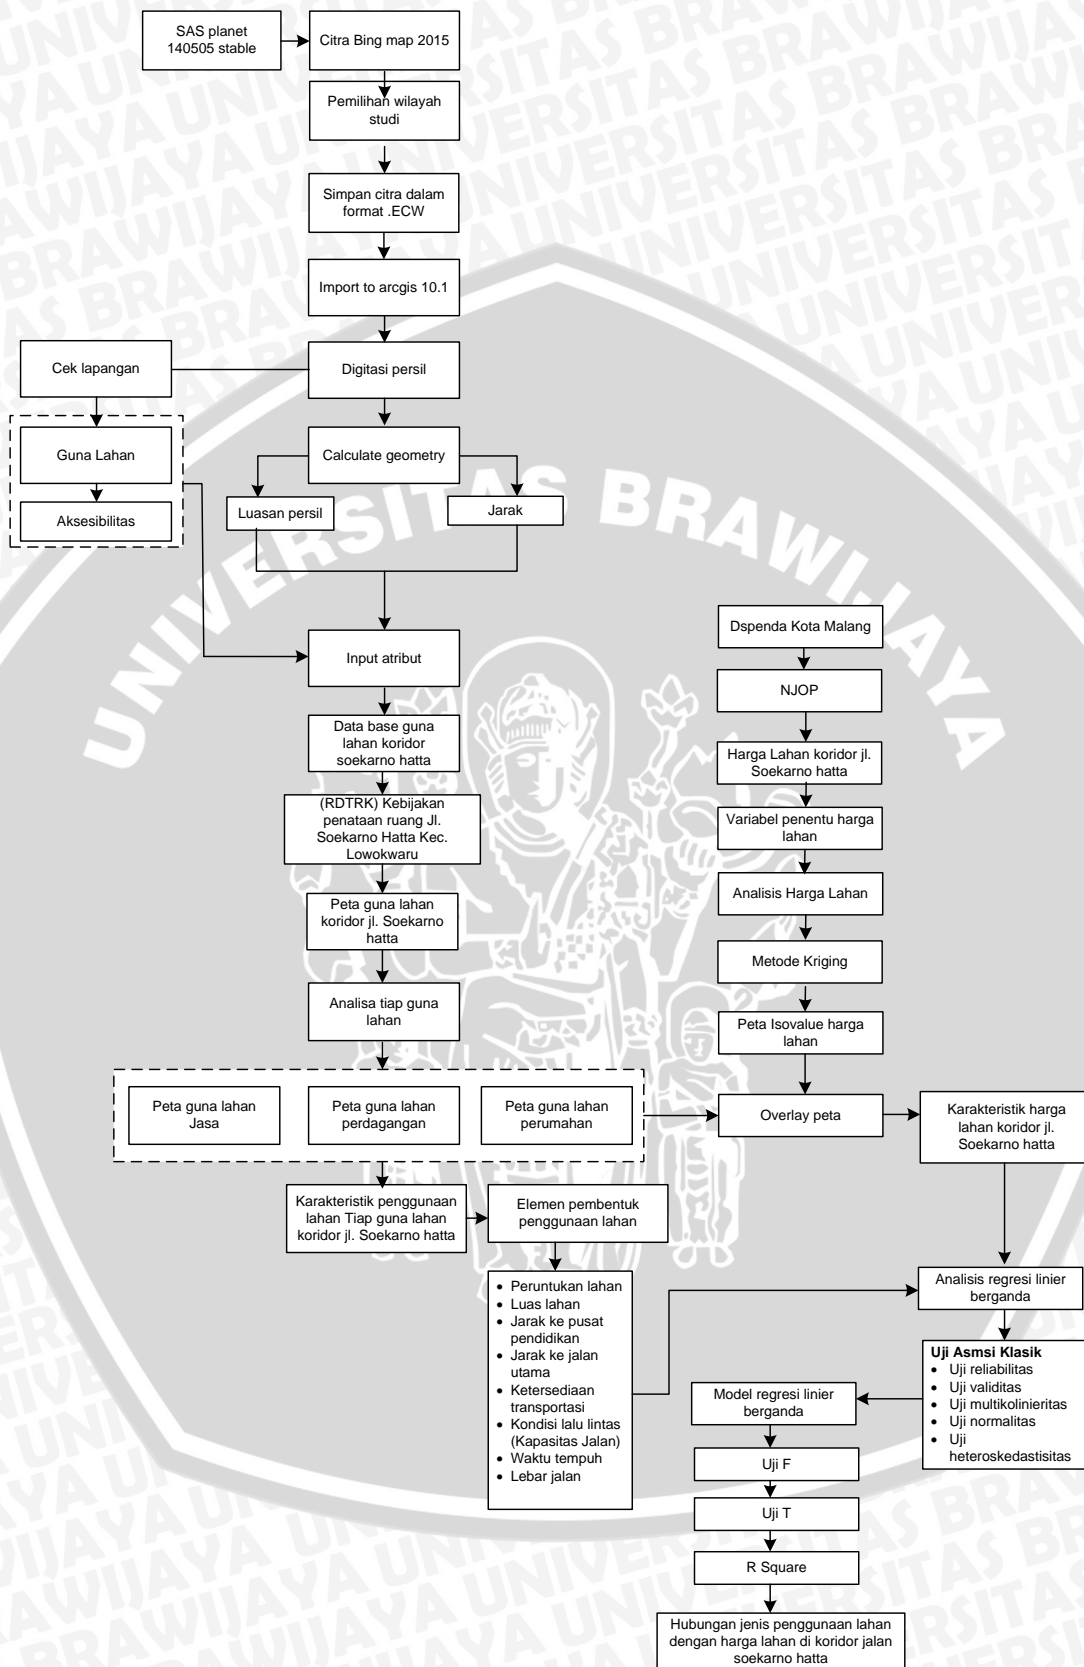 SAS planet
140505 stable
Citra Bing map 2015
Pemilihan wilayah
studi
Simpan citra dalam
format .ECW
Import to arcgis 10.1
Cek lapangan
Digitasi persil
Guna Lahan
Aksesibilitas
Calculate geometry
Luasan persil
Jarak
Input atribut
Data base guna
lahan koridor
soekarno hatta
(RDTRK) Kebijakan
penataan ruang Jl.
Soekarno Hatta Kec.
Lowokwaru
Peta guna lahan
koridor jl. Soekarno
hatta
Analisa tiap guna
lahan
Peta guna lahan
Jasa
Peta guna lahan
perdagangan
Peta guna lahan
perumahan
Dspenda Kota Malang
NJOP
Harga Lahan koridor jl.
Soekarno hatta
Variabel penentu harga
lahan
Analisis Harga Lahan
Metode Kriging
Peta Isovalue harga
lahan
Overlay peta
Karakteristik harga
lahan koridor jl.
Soekarno hatta
Karakteristik penggunaan
lahan Tiap guna lahan
koridor jl. Soekarno hatta
Elemen pembentuk
penggunaan lahan
• Peruntukan lahan
• Luas lahan
• Jarak ke pusat
pendidikan
• Jarak ke jalan
utama
• Ketersediaan
transportasi
• Kondisi lalu lintas
(Kapasitas Jalan)
• Waktu tempuh
• Lebar jalan
Analisis regresi linier
berganda
Uji Asmsi Klasik
• Uji reliabilitas
• Uji validitas
• Uji multikolinieritas
• Uji normalitas
• Uji
heteroskedastisitas
Model regresi linier
berganda
Uji F
Uji T
R Square
Hubungan jenis penggunaan lahan
dengan harga lahan di koridor jalan
soekarno hatta
UNIVERSITAS BRAWIJAYA